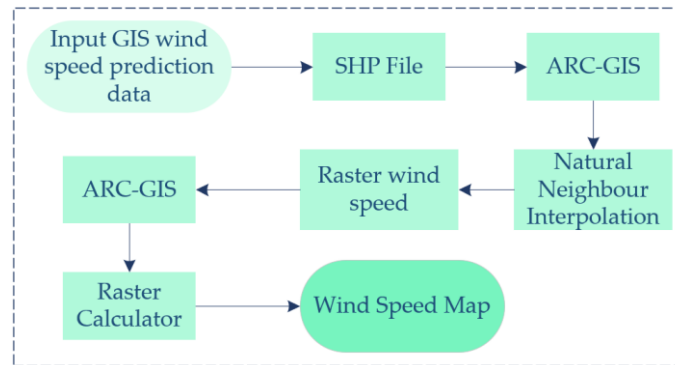 Input GIS wind
speed prediction
data
SHP File
ARC-GIS
Natural
Neighbour
Interpolation
Raster wind
speed
ARC-GIS
Raster
Calculator
Wind Speed Map